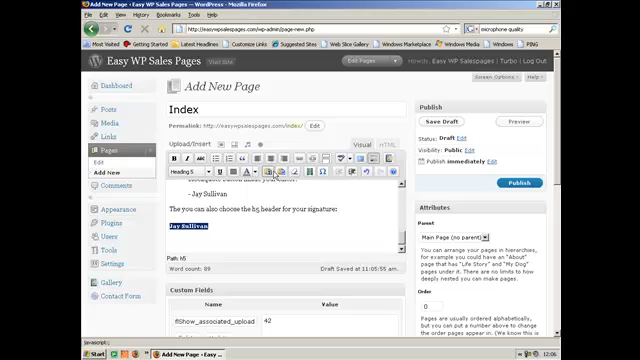 Add New Page ‹ Easy WP Sales Pages — WordPress - Mozilla Firefox
File Edit View History Bookmarks Tools Help
http://easywpsalespages.com/wp-admin/page-new.php
microphone quality
Most Visited Getting Started Latest Headlines Customize Links Suggested Sites Web Slice Gallery Windows Marketplace Windows Media Windows PING
Easy WP Sales Pages Visit Site
Edit Pages
Howdy, Easy WP Salespages | Turbo | Log Out
Screen Options Help
Dashboard
Posts
Media
Links
Pages
Edit
Add New
Comments
Appearance
Plugins
Users
Tools
Settings
Gallery
Contact Form
Add New Page
Index
Permalink: http://easywpsalespages.com/index/ Edit
Upload/Insert
Visual HTML
Heading 5
- Jay Sullivan
The you can also choose the h5 header for your signature:
Jay Sullivan
Path: h5
Word count: 89
Draft Saved at 11:05:55 am.
Custom Fields
Name Value
flShow_associated_upload 42
Publish
Save Draft Preview
Status: Draft Edit
Visibility: Public Edit
Publish immediately Edit
Publish
Attributes
Parent
Main Page (no parent)
You can arrange your pages in hierarchies, for example you could have an "About" page that has "Life Story" and "My Dog" pages under it. There are no limits to how deeply nested you can make pages.
Order
0
Pages are usually ordered alphabetically, but you can put a number above to change the order pages appear in. (We know this is
javascript:;
Start
Add New Page ‹ Easy ...
12:06